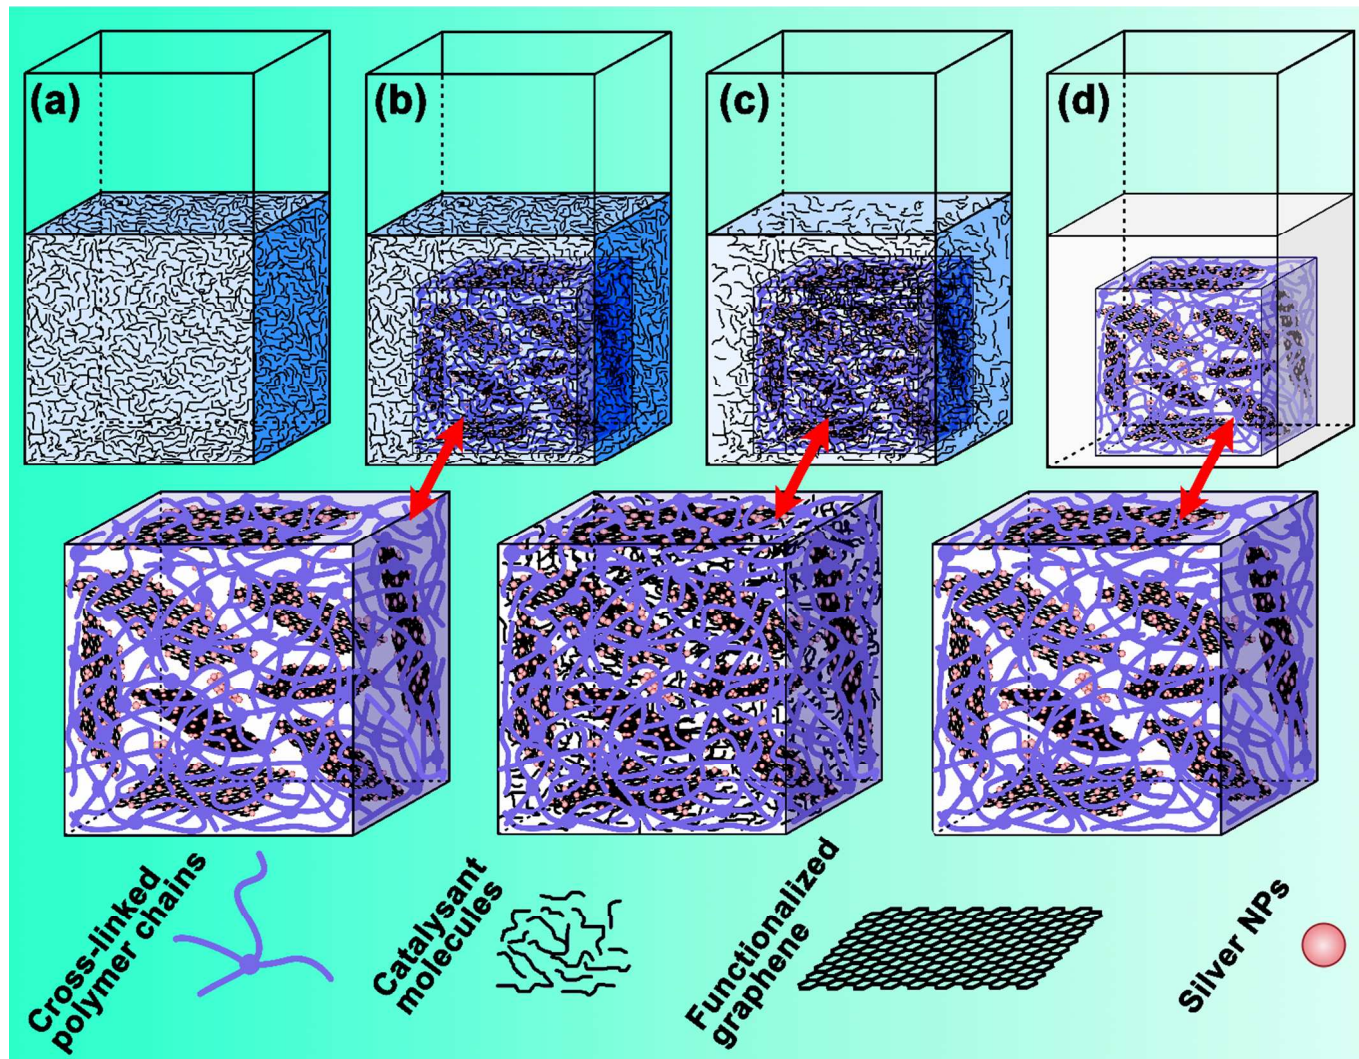 (a)
(b)
(c)
(d)
Cross-linked
polymer chains
Catalysant
molecules
Functionalized
graphene
Silver NPs